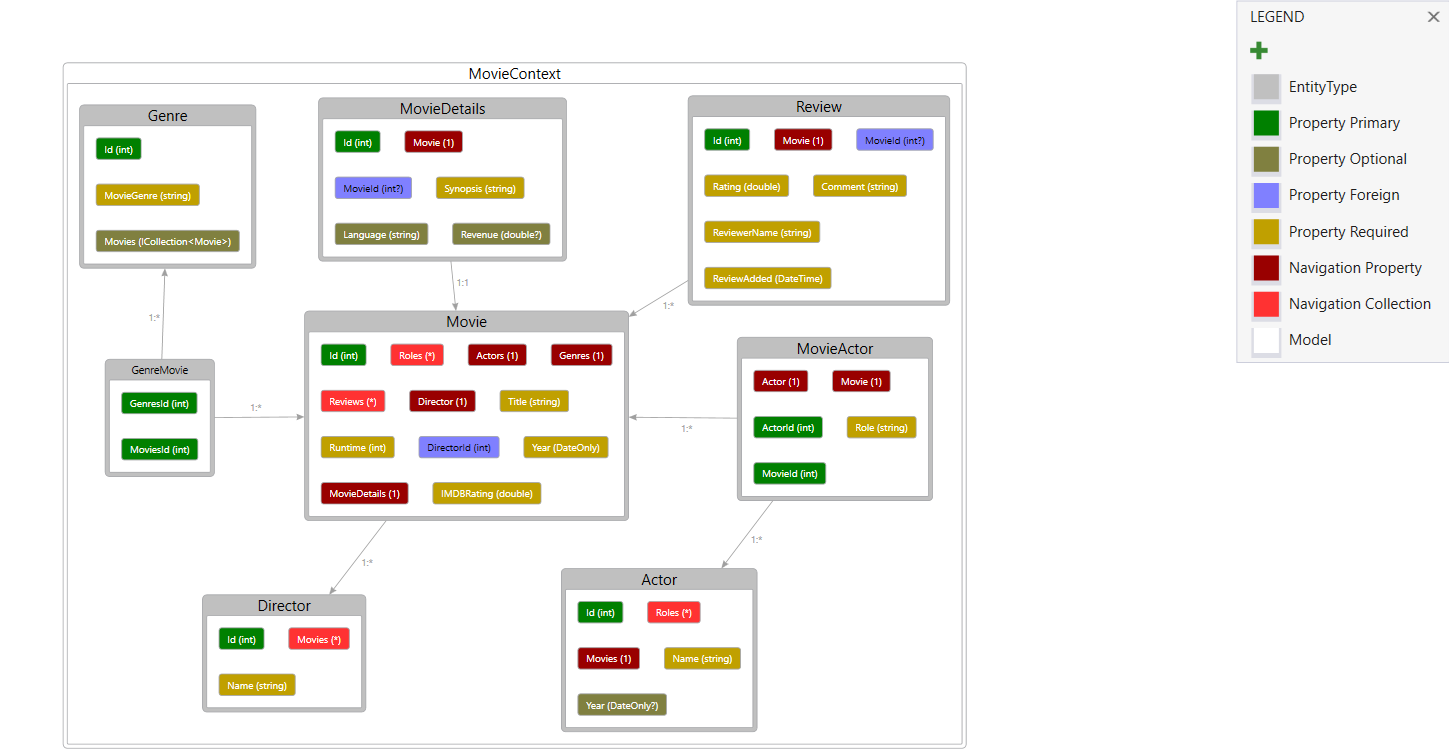 LEGEND
EntityType
Property Primary
Property Optional
Property Foreign
Property Required
Navigation Property
Navigation Collection
Model
MovieContext
Genre
Id (int)
MovieGenre (string)
Movies (ICollection<Movie>)
MovieDetails
Id (int) Movie (1)
MovieId (int?) Synopsis (string)
Language (string) Revenue (double?)
Review
Id (int) Movie (1) MovieId (int?)
Rating (double) Comment (string)
ReviewerName (string)
ReviewAdded (DateTime)
1:*
1:1
1:*
GenreMovie
GenresId (int)
MoviesId (int)
1:*
Movie
Id (int) Roles (*) Actors (1) Genres (1)
Reviews (*) Director (1) Title (string)
Runtime (int) DirectorId (int) Year (DateOnly)
MovieDetails (1) IMDBRating (double)
1:*
MovieActor
Actor (1) Movie (1)
ActorId (int) Role (string)
MovieId (int)
1:*
1:*
Director
Id (int) Movies (*)
Name (string)
Actor
Id (int) Roles (*)
Movies (1) Name (string)
Year (DateOnly?)